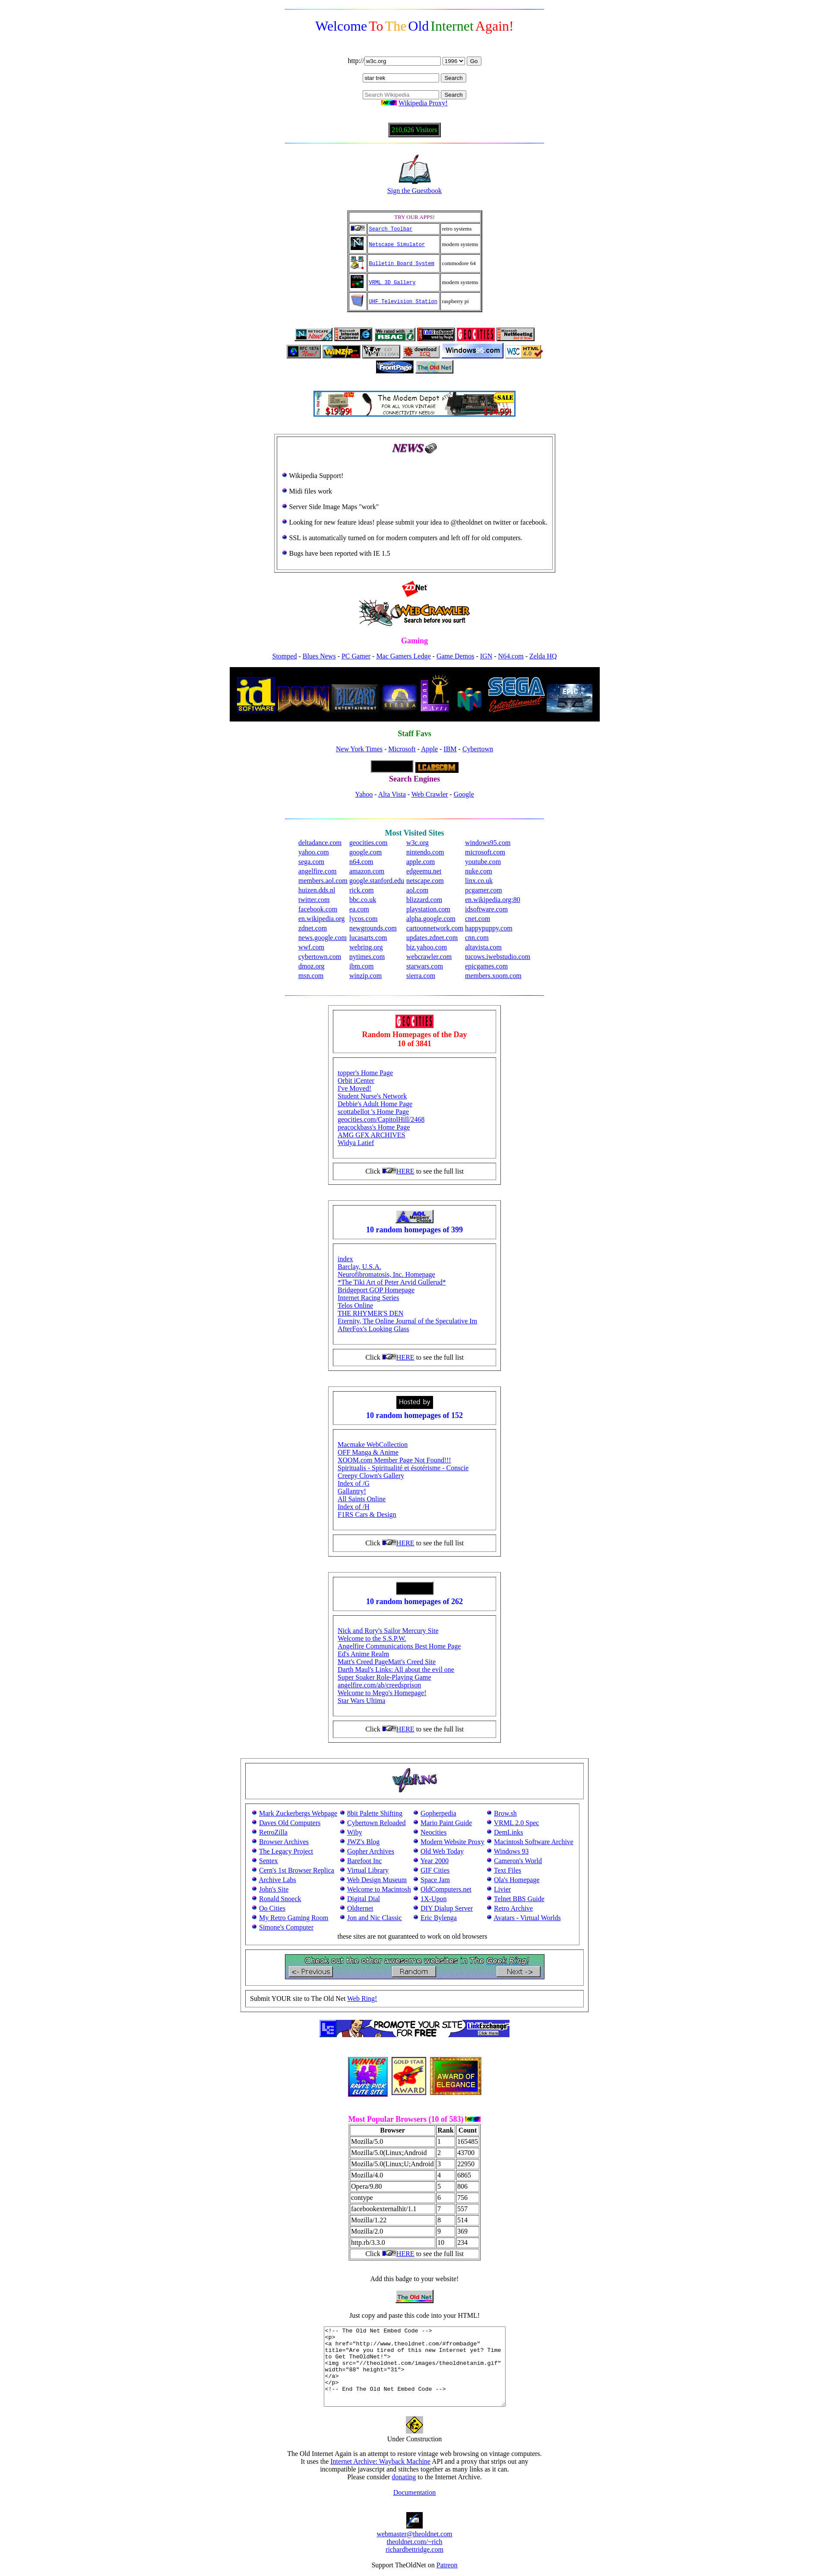 Welcome To The Old Internet Again!
http:// w3c.org 1996 Go
star trek Search
Search Wikipedia Search
NEW Wikipedia Proxy!
210,626 Visitors
Sign the Guestbook
TRY OUR APPS!
Search Toolbar retro systems
Netscape Simulator modern systems
Bulletin Board System commodore 64
VRML 3D Gallery modern systems
UHF Television Station raspberry pi
The Modem Depot
FOR ALL YOUR VINTAGE CONNECTIVITY NEEDS!
SALE
NEWS
Wikipedia Support!
Midi files work
Server Side Image Maps "work"
Looking for new feature ideas! please submit your idea to @theoldnet on twitter or facebook.
SSL is automatically turned on for modern computers and left off for old computers.
Bugs have been reported with IE 1.5
ZDNet
WEBCRAWLER
Search before you surf!
Gaming
Stomped - Blues News - PC Gamer - Mac Gamers Ledge - Game Demos - IGN - N64.com - Zelda HQ
id SOFTWARE DOOM BLIZZARD ENTERTAINMENT SIERRA SEGA Entertainment EPIC
Staff Favs
New York Times - Microsoft - Apple - IBM - Cybertown
LCARSCOM
Search Engines
Yahoo - Alta Vista - Web Crawler - Google
Most Visited Sites
deltadance.com geocities.com w3c.org windows95.com
yahoo.com google.com nintendo.com microsoft.com
sega.com n64.com apple.com youtube.com
angelfire.com amazon.com edgeemu.net nuke.com
members.aol.com google.stanford.edu netscape.com linx.co.uk
huizen.dds.nl rick.com aol.com pcgamer.com
twitter.com bbc.co.uk blizzard.com en.wikipedia.org:80
facebook.com ea.com playstation.com idsoftware.com
en.wikipedia.org lycos.com alpha.google.com cnet.com
zdnet.com newgrounds.com cartoonnetwork.com happypuppy.com
news.google.com lucasarts.com updates.zdnet.com cnn.com
wwf.com webring.org biz.yahoo.com altavista.com
cybertown.com nytimes.com webcrawler.com tucows.iwebstudio.com
dmoz.org ibm.com starwars.com epicgames.com
msn.com winzip.com sierra.com members.xoom.com
GEOCITIES
Random Homepages of the Day
10 of 3841
topper's Home Page
Orbit iCenter
I've Moved!
Student Nurse's Network
Debbie's Adult Home Page
scottabellot 's Home Page
geocities.com/CapitolHill/2468
peacockbass's Home Page
AMG GFX ARCHIVES
Widya Latief
Click HERE to see the full list
AOL Members' Choice
10 random homepages of 399
index
Barclay, U.S.A.
Neurofibromatosis, Inc. Homepage
*The Tiki Art of Peter Arvid Gullerud*
Bridgeport GOP Homepage
Internet Racing Series
Telos Online
THE RHYMER'S DEN
Eternity, The Online Journal of the Speculative Im
AfterFox's Looking Glass
Click HERE to see the full list
Hosted by
10 random homepages of 152
Macmake WebCollection
OFF Manga & Anime
XOOM.com Member Page Not Found!!!
Spiritualis - Spiritualité et ésotérisme - Conscie
Creepy Clown's Gallery
Index of /G
Gallantry!
All Saints Online
Index of /H
F1RS Cars & Design
Click HERE to see the full list
10 random homepages of 262
Nick and Rory's Sailor Mercury Site
Welcome to the S.S.P.W.
Angelfire Communications Best Home Page
Ed's Anime Realm
Matt's Creed PageMatt's Creed Site
Darth Maul's Links: All about the evil one
Super Soaker Role-Playing Game
angelfire.com/ab/creedsprison
Welcome to Mego's Homepage!
Star Wars Ultima
Click HERE to see the full list
WEBRING
Mark Zuckerbergs Webpage 8bit Palette Shifting Gopherpedia Brow.sh
Daves Old Computers Cybertown Reloaded Mario Paint Guide VRML 2.0 Spec
RetroZilla Wiby Neocities DemLinks
Browser Archives JWZ's Blog Modern Website Proxy Macintosh Software Archive
The Legacy Project Gopher Archives Old Web Today Windows 93
Sentex Barefoot Inc Year 2000 Cameron's World
Cern's 1st Browser Replica Virtual Library GIF Cities Text Files
Archive Labs Web Design Museum Space Jam Ola's Homepage
John's Site Welcome to Macintosh OldComputers.net Livier
Ronald Snoeck Digital Dial 1X-Upon Telnet BBS Guide
Oo Cities Oldternet DIY Dialup Server Retro Archive
My Retro Gaming Room Jon and Nic Classic Eric Bylenga Avatars - Virtual Worlds
Simone's Computer
these sites are not guaranteed to work on old browsers
Check out the other awesome websites in The Geek Ring!
<- Previous Random Next ->
Submit YOUR site to The Old Net Web Ring!
PROMOTE YOUR SITE FOR FREE LinkExchange
WINNER RAVI'S PICK ELITE SITE
GOLD STAR AWARD
AWARD OF ELEGANCE
Most Popular Browsers (10 of 583) NEW
Browser Rank Count
Mozilla/5.0 1 165485
Mozilla/5.0(Linux;Android 2 43700
Mozilla/5.0(Linux;U;Android 3 22950
Mozilla/4.0 4 6865
Opera/9.80 5 806
contype 6 756
facebookexternalhit/1.1 7 557
Mozilla/1.22 8 514
Mozilla/2.0 9 369
http.rb/3.3.0 10 234
Click HERE to see the full list
Add this badge to your website!
The Old Net
Just copy and paste this code into your HTML!
<!-- The Old Net Embed Code -->
<p>
<a href="http://www.theoldnet.com/#frombadge"
title="Are you tired of this new Internet yet? Time
to Get TheOldNet!">
<img src="//theoldnet.com/images/theoldnetanim.gif"
width="88" height="31">
</a>
</p>
<!-- End The Old Net Embed Code -->
Under Construction
The Old Internet Again is an attempt to restore vintage web browsing on vintage computers.
It uses the Internet Archive: Wayback Machine API and a proxy that strips out any
incompatible javascript and stitches together as many links as it can.
Please consider donating to the Internet Archive.
Documentation
webmaster@theoldnet.com
theoldnet.com/~rich
richardbettridge.com
Support TheOldNet on Patreon